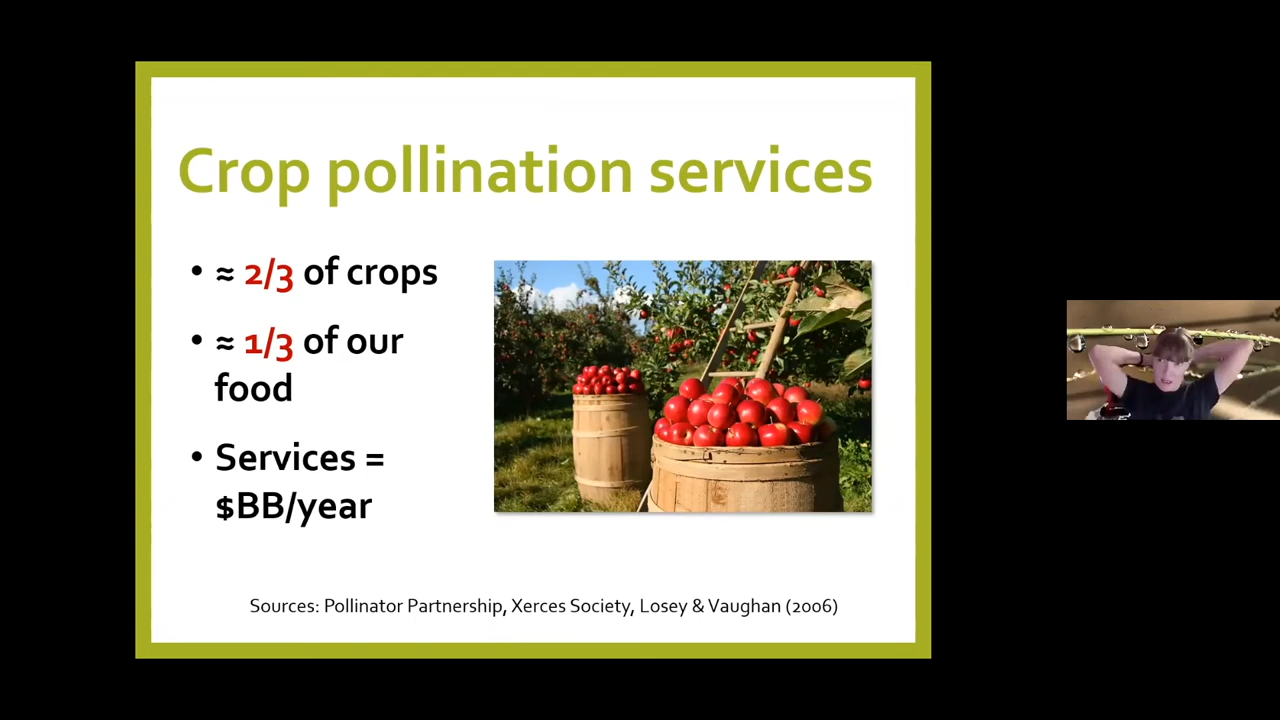 Crop pollination services
• ≈ 2/3 of crops
• ≈ 1/3 of our
food
• Services =
$BB/year
Sources: Pollinator Partnership, Xerces Society, Losey & Vaughan (2006)